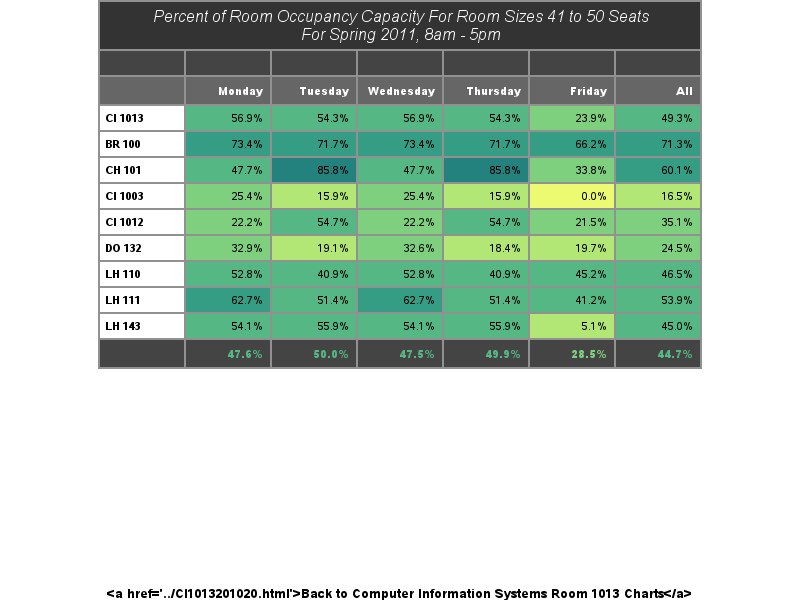 Percent of Room Occupancy Capacity For Room Sizes 41 to 50 Seats
For Spring 2011, 8am - 5pm
Monday Tuesday Wednesday Thursday Friday All
CI 1013 56.9% 54.3% 56.9% 54.3% 23.9% 49.3%
BR 100 73.4% 71.7% 73.4% 71.7% 66.2% 71.3%
CH 101 47.7% 85.8% 47.7% 85.8% 33.8% 60.1%
CI 1003 25.4% 15.9% 25.4% 15.9% 0.0% 16.5%
CI 1012 22.2% 54.7% 22.2% 54.7% 21.5% 35.1%
DO 132 32.9% 19.1% 32.6% 18.4% 19.7% 24.5%
LH 110 52.8% 40.9% 52.8% 40.9% 45.2% 46.5%
LH 111 62.7% 51.4% 62.7% 51.4% 41.2% 53.9%
LH 143 54.1% 55.9% 54.1% 55.9% 5.1% 45.0%
47.6% 50.0% 47.5% 49.9% 28.5% 44.7%
&lt;a href='../CI1013201020.html'&gt;Back to Computer Information Systems Room 1013 Charts&lt;/a&gt;